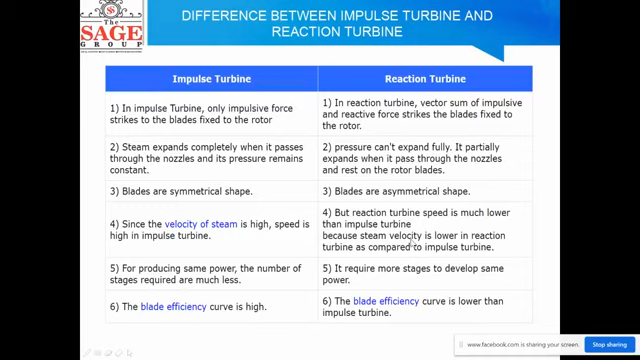 The
SAGE
GROUP
DIFFERENCE BETWEEN IMPULSE TURBINE AND
REACTION TURBINE
Impulse Turbine
Reaction Turbine
1) In impulse Turbine, only impulsive force
strikes to the blades fixed to the rotor
1) In reaction turbine, vector sum of impulsive
and reactive force strikes the blades fixed to
the rotor.
2) Steam expands completely when it passes
through the nozzles and its pressure remains
constant.
2) pressure can't expand fully. It partially
expands when it pass through the nozzles
and rest on the rotor blades.
3) Blades are symmetrical shape.
3) Blades are asymmetrical shape.
4) Since the velocity of steam is high, speed is
high in impulse turbine.
4) But reaction turbine speed is much lower
than impulse turbine
because steam velocity is lower in reaction
turbine as compared to impulse turbine.
5) For producing same power, the number of
stages required are much less.
5) It require more stages to develop same
power.
6) The blade efficiency curve is high.
6) The blade efficiency curve is lower than
impulse turbine.
www.facebook.com is sharing your screen.
Stop sharing